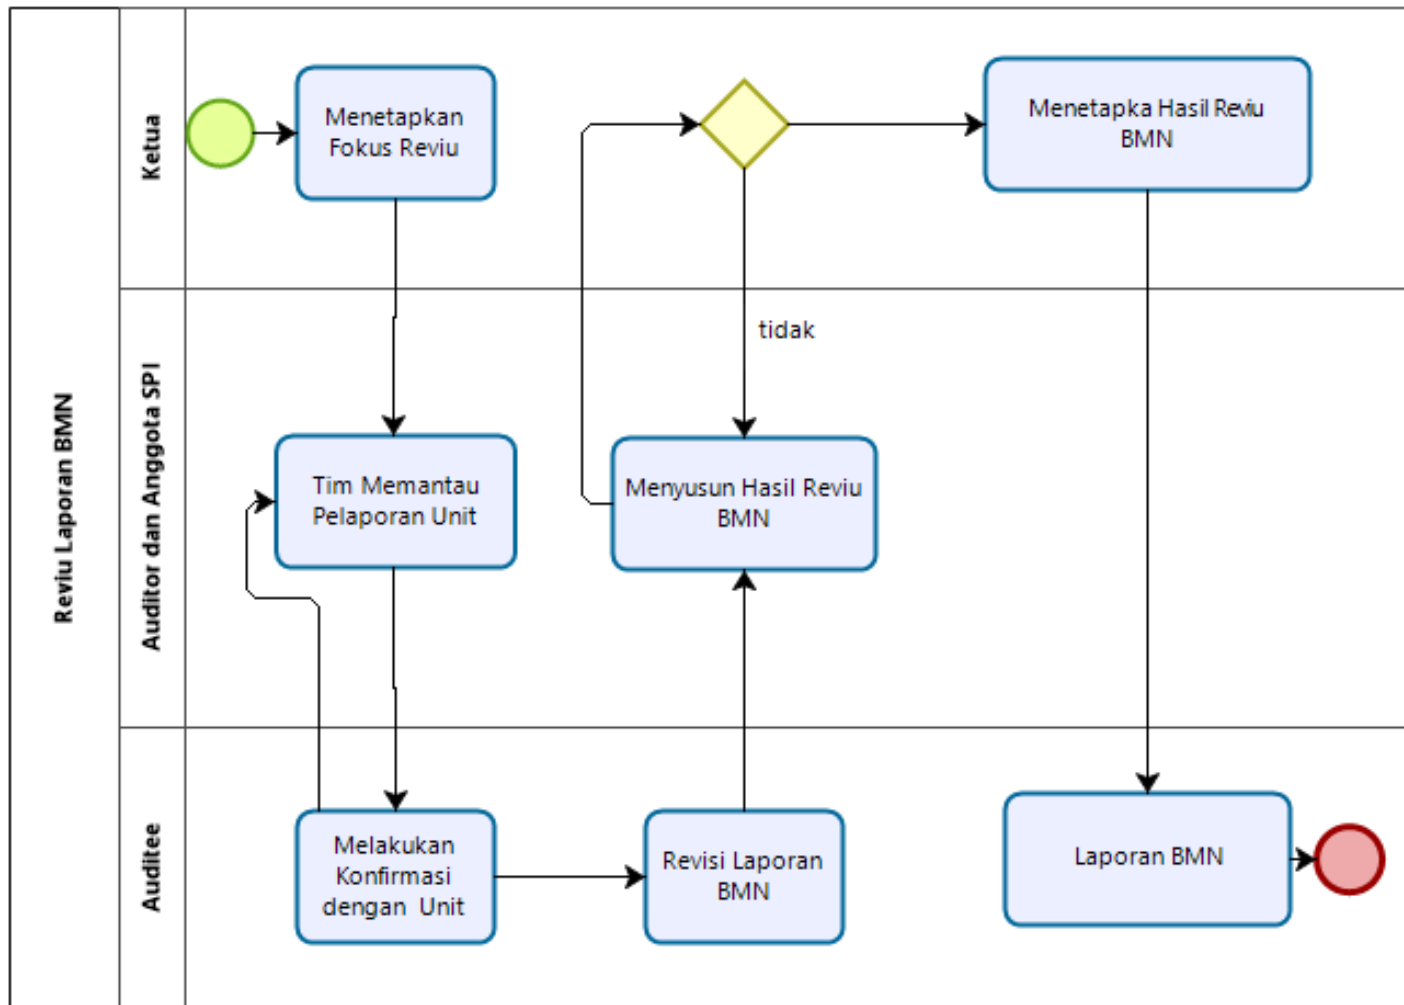 Reviu Laporan BMN
Ketua
Menetapkan
Fokus Reviu
Menetapka Hasil Reviu
BMN
Auditor dan Anggota SPI
tidak
Tim Memantau
Pelaporan Unit
Menyusun Hasil Reviu
BMN
Auditee
Melakukan
Konfirmasi
dengan Unit
Revisi Laporan
BMN
Laporan BMN